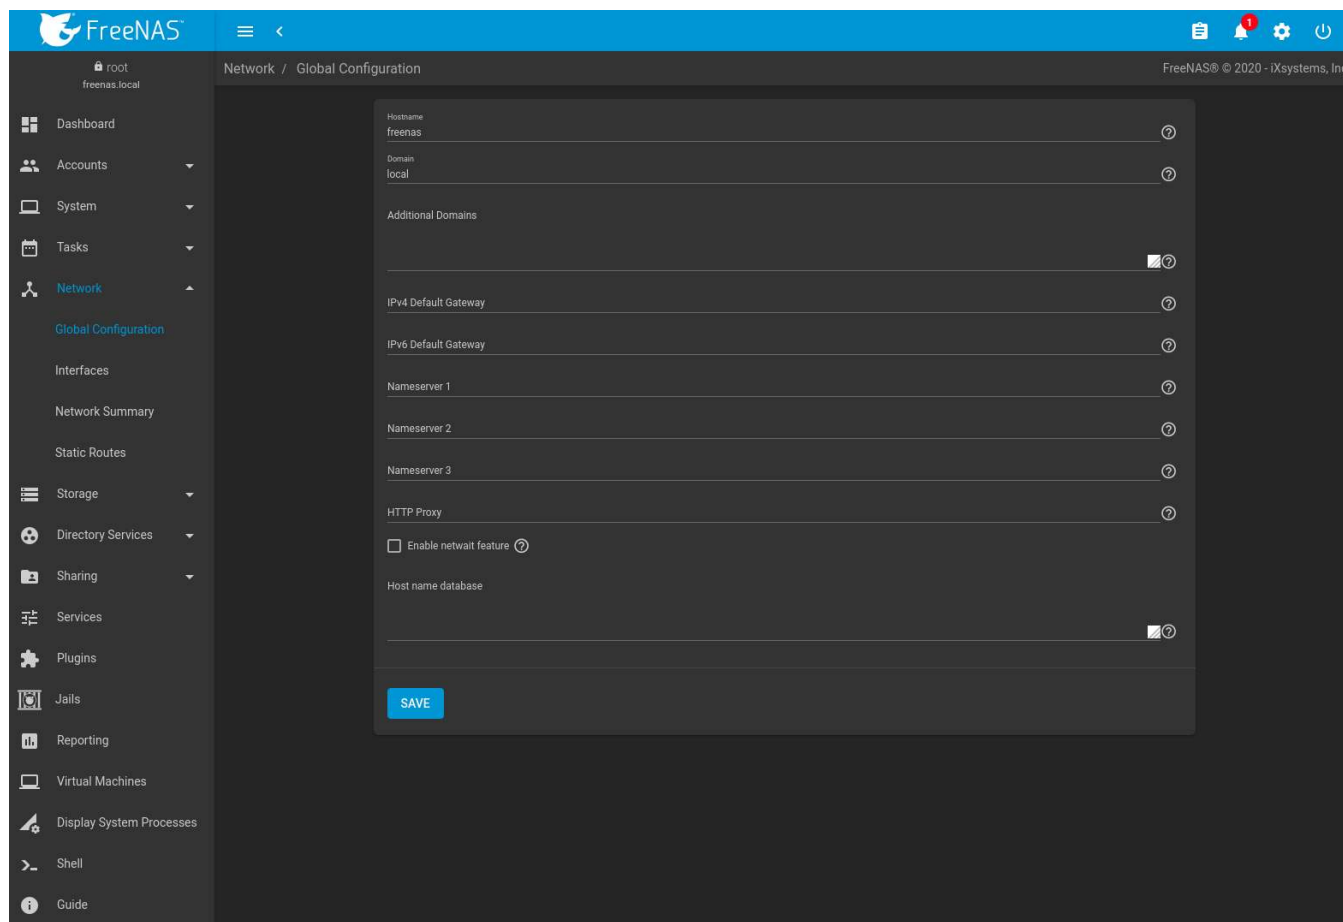 FreeNAS™
1
root
freenas.local
Network / Global Configuration
FreeNAS® © 2020 - iXsystems, Inc
Dashboard
Accounts
System
Tasks
Network
Global Configuration
Interfaces
Network Summary
Static Routes
Storage
Directory Services
Sharing
Services
Plugins
Jails
Reporting
Virtual Machines
Display System Processes
Shell
Guide
Hostname
freenas
Domain
local
Additional Domains
IPv4 Default Gateway
IPv6 Default Gateway
Nameserver 1
Nameserver 2
Nameserver 3
HTTP Proxy
Enable netwait feature
Host name database
SAVE